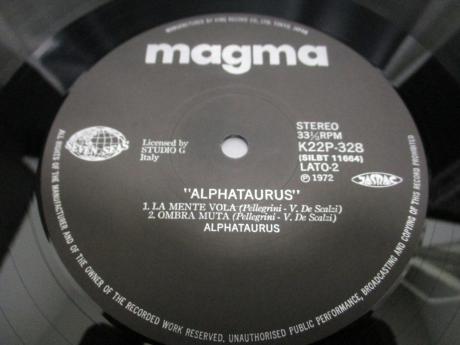 MANUFACTURED BY KING RECORD CO., LTD. TOKYO, JAPAN
magma
SEVEN SEAS
Licensed by
STUDIO G
Italy
STEREO
33⅓RPM
K22P-328
(SILBT 11664)
LATO-2
Ⓟ1972
JASRAC
"ALPHATAURUS"
1. LA MENTE VOLA (Pellegrini - V. De Scalzi)
2. OMBRA MUTA (Pellegrini - V. De Scalzi)
ALPHATAURUS
ALL RIGHTS OF THE MANUFACTURER AND OF THE OWNER OF THE RECORDED WORK RESERVED. UNAUTHORISED PUBLIC PERFORMANCE, BROADCASTING AND COPYING OF THIS RECORD PROHIBITED